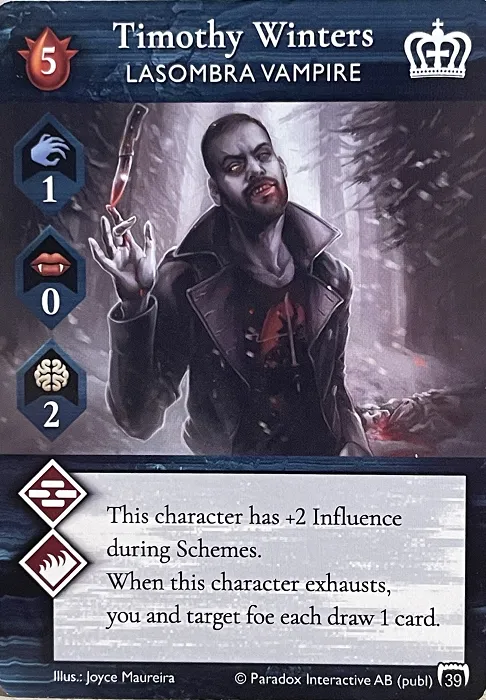 5
Timothy Winters
LASOMBRA VAMPIRE
1
0
2
This character has +2 Influence
during Schemes.
When this character exhausts,
you and target foe each draw 1 card.
Illus.: Joyce Maureira
© Paradox Interactive AB (publ)
39